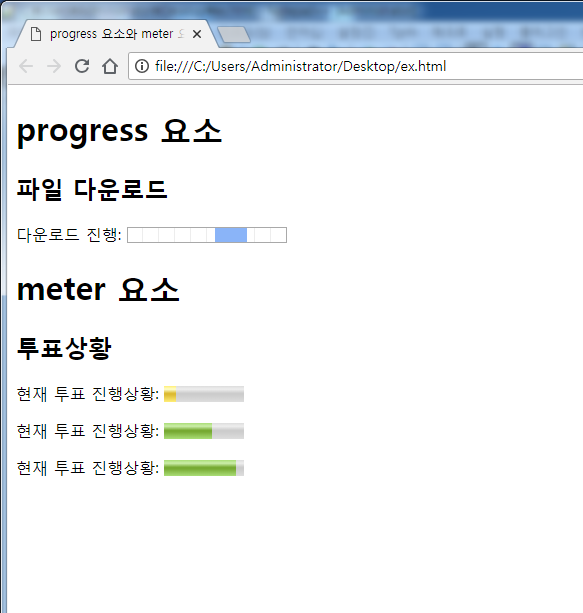 progress 요소와 meter
file:///C:/Users/Administrator/Desktop/ex.html
progress 요소
파일 다운로드
다운로드 진행:
meter 요소
투표상황
현재 투표 진행상황:
현재 투표 진행상황:
현재 투표 진행상황: